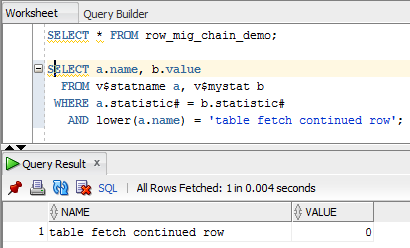 Worksheet Query Builder
SELECT * FROM row_mig_chain_demo;
SELECT a.name, b.value
FROM v$statname a, v$mystat b
WHERE a.statistic# = b.statistic#
AND lower(a.name) = 'table fetch continued row';
Query Result x
SQL | All Rows Fetched: 1 in 0.004 seconds
NAME VALUE
1 table fetch continued row 0